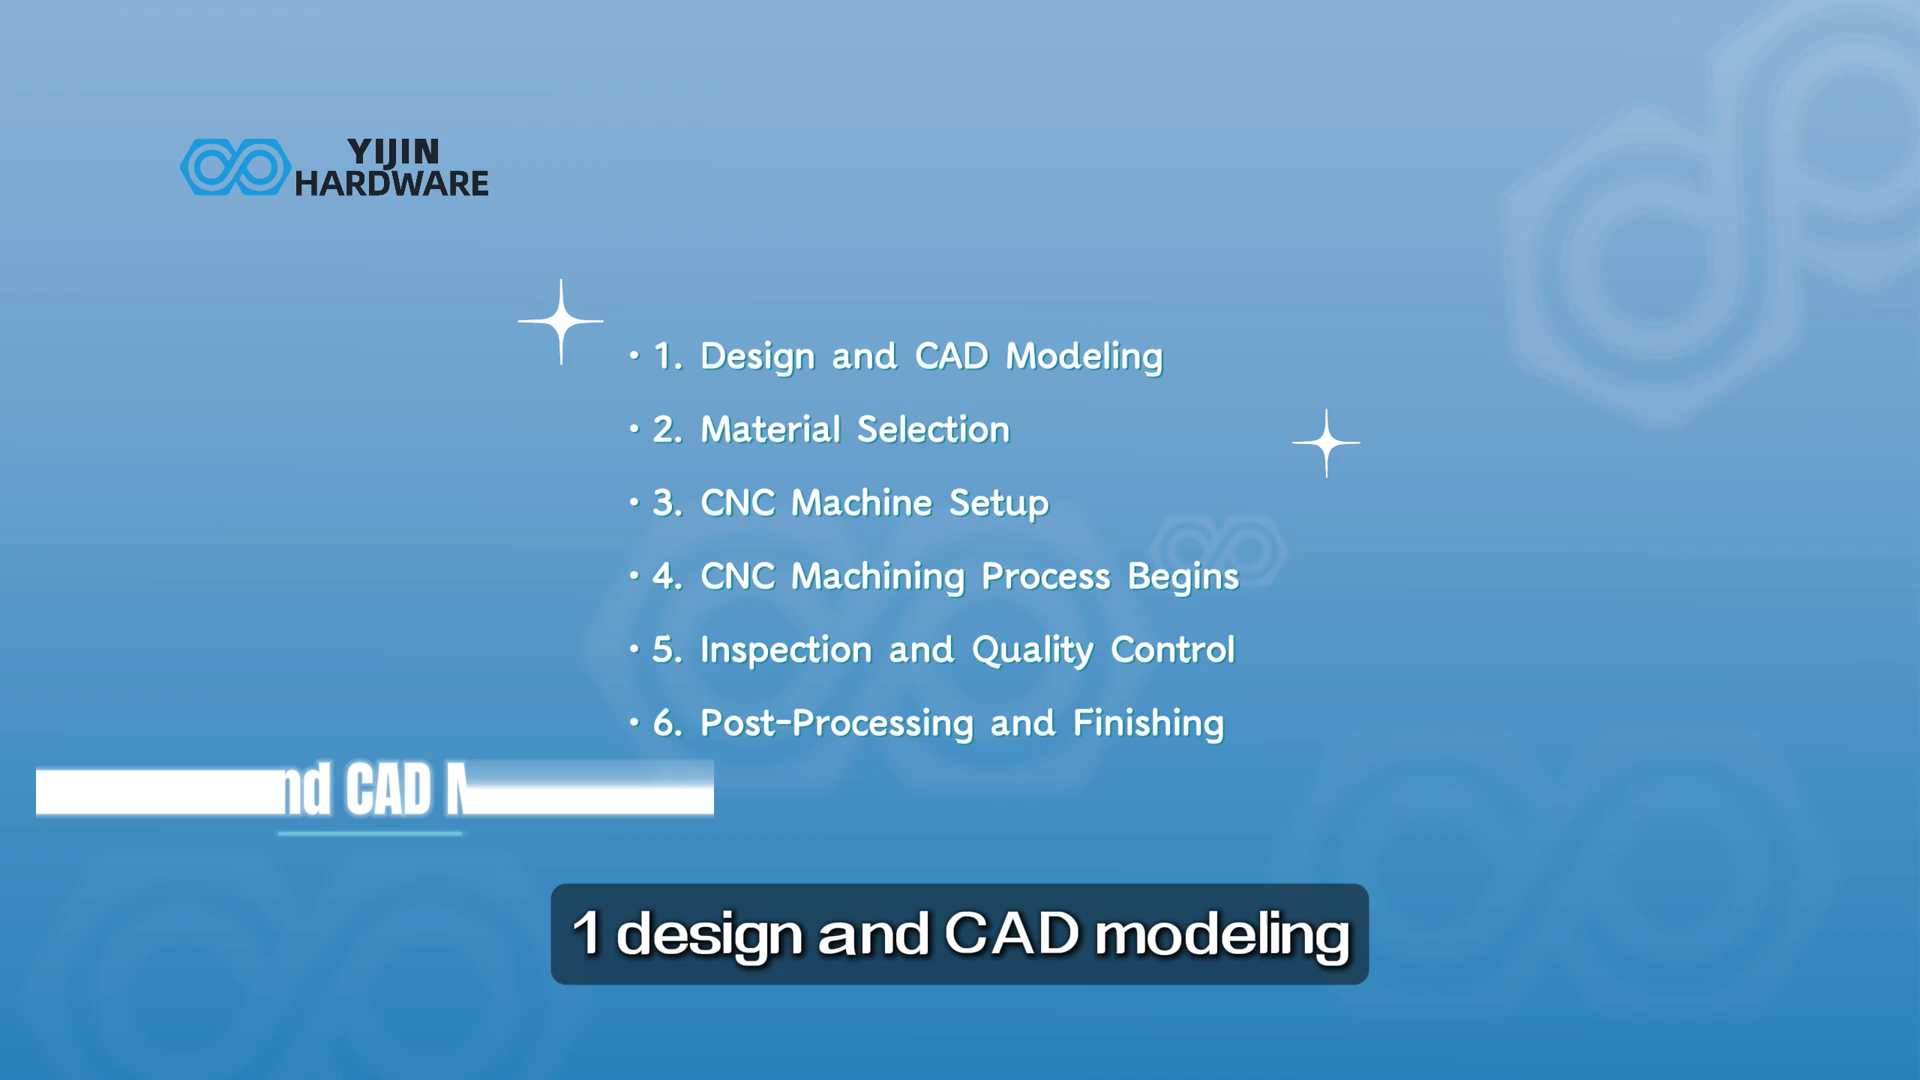 YIJIN
HARDWARE
• 1. Design and CAD Modeling
• 2. Material Selection
• 3. CNC Machine Setup
• 4. CNC Machining Process Begins
• 5. Inspection and Quality Control
• 6. Post-Processing and Finishing
nd CAD
1 design and CAD modeling